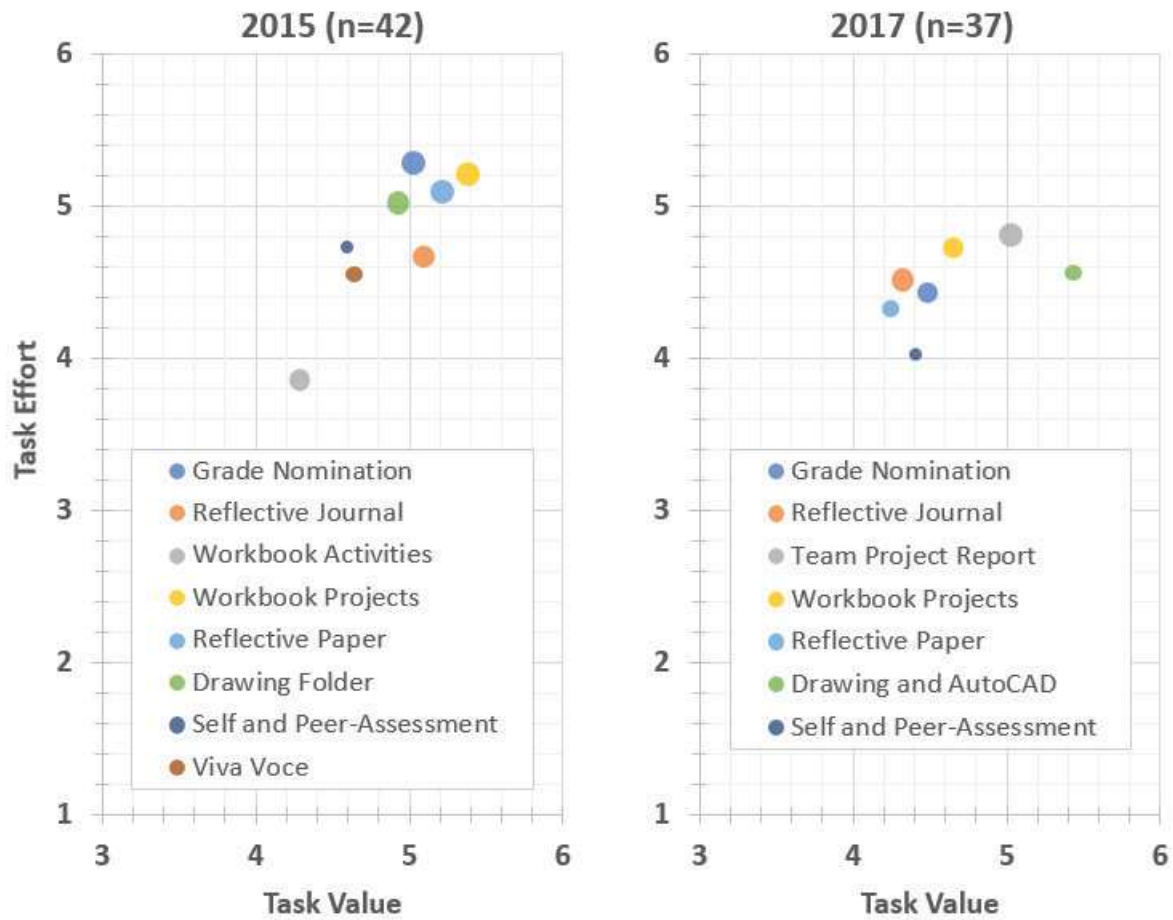 2015 (n=42)
6
5
4
3
2
1
Task Effort
Grade Nomination
Reflective Journal
Workbook Activities
Workbook Projects
Reflective Paper
Drawing Folder
Self and Peer-Assessment
Viva Voce
3 4 5 6
Task Value
2017 (n=37)
6
5
4
3
2
1
Grade Nomination
Reflective Journal
Team Project Report
Workbook Projects
Reflective Paper
Drawing and AutoCAD
Self and Peer-Assessment
3 4 5 6
Task Value